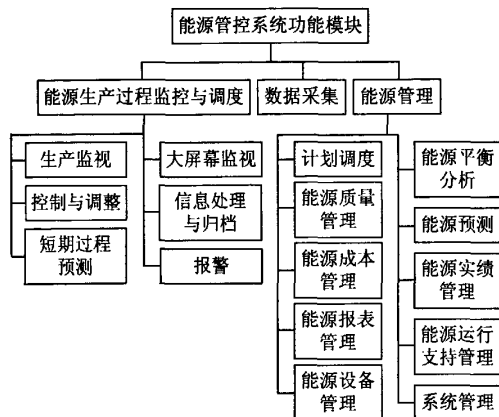 能源管控系统功能模块
能源生产过程监控与调度
数据采集
能源管理
生产监视
控制与调整
短期过程
预测
大屏幕监视
信息处理
与归档
报警
计划调度
能源质量
管理
能源成本
管理
能源报表
管理
能源设备
管理
能源平衡
分析
能源预测
能源实绩
管理
能源运行
支持管理
系统管理